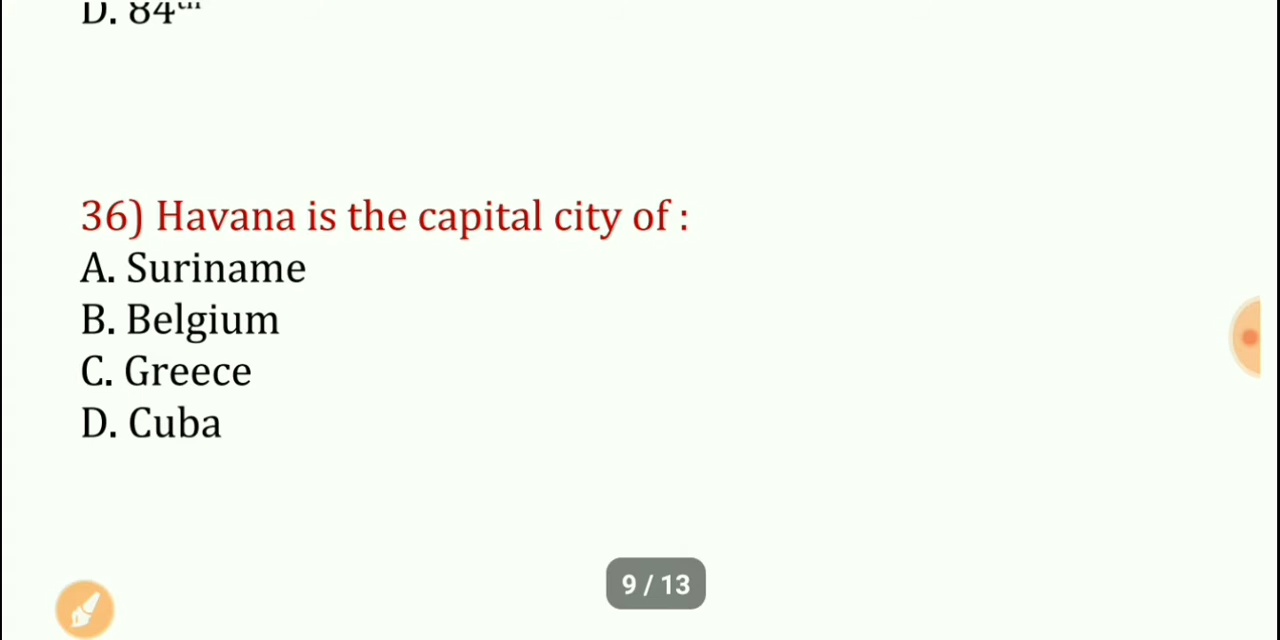 D. 84th
36) Havana is the capital city of :
A. Suriname
B. Belgium
C. Greece
D. Cuba
9 / 13